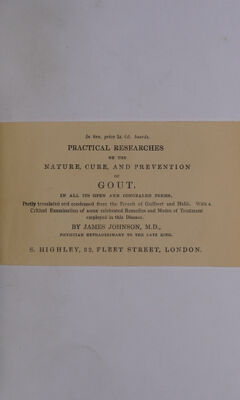 In 8vo. price 5s. 6d. boards.
PRACTICAL RESEARCHES
ON THE
NATURE, CURE, AND PREVENTION
OF
GOUT,
IN ALL ITS OPEN AND CONCEALED FORMS,
Partly translated and condensed from the French of Guilbert and Hallé. With a
Critical Examination of some celebrated Remedies and Modes of Treatment
employed in this Disease.
BY JAMES JOHNSON, M.D.,
PHYSICIAN EXTRAORDINARY TO THE LATE KING.
S. HIGHLEY, 32, FLEET STREET, LONDON.